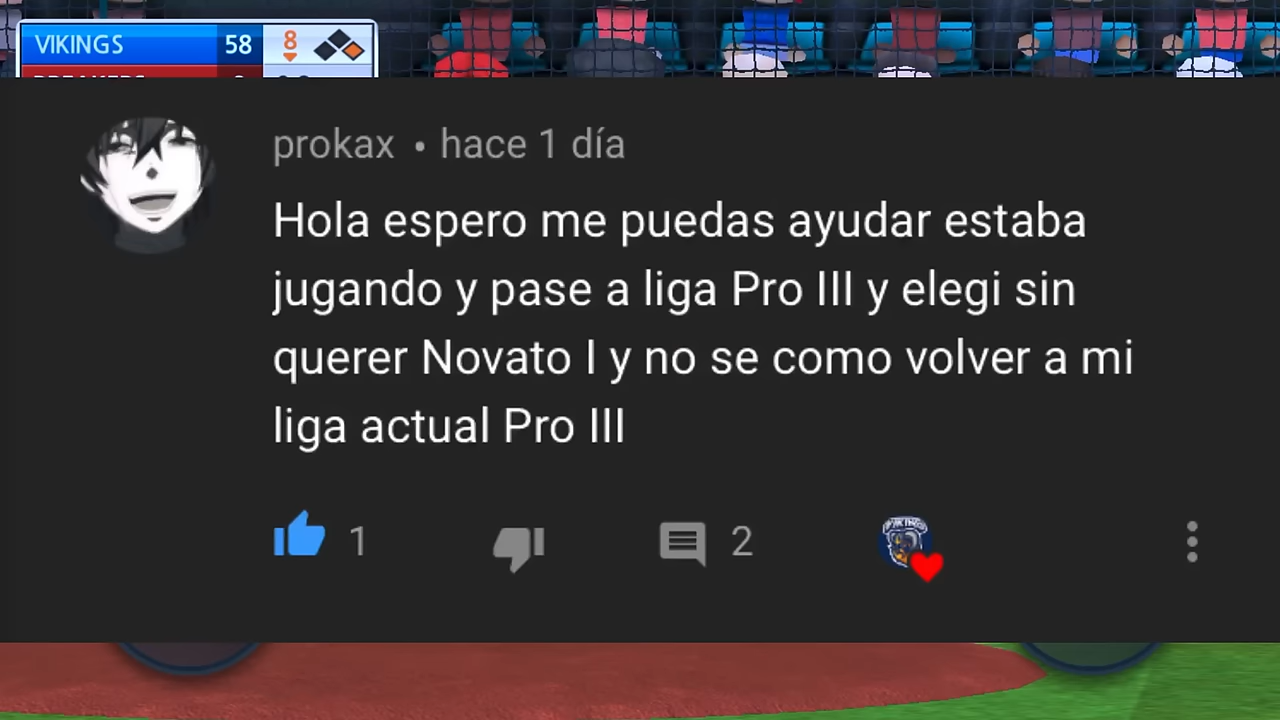 VIKINGS 58 8
prokax • hace 1 día
Hola espero me puedas ayudar estaba
jugando y pase a liga Pro III y elegi sin
querer Novato I y no se como volver a mi
liga actual Pro III
1 2